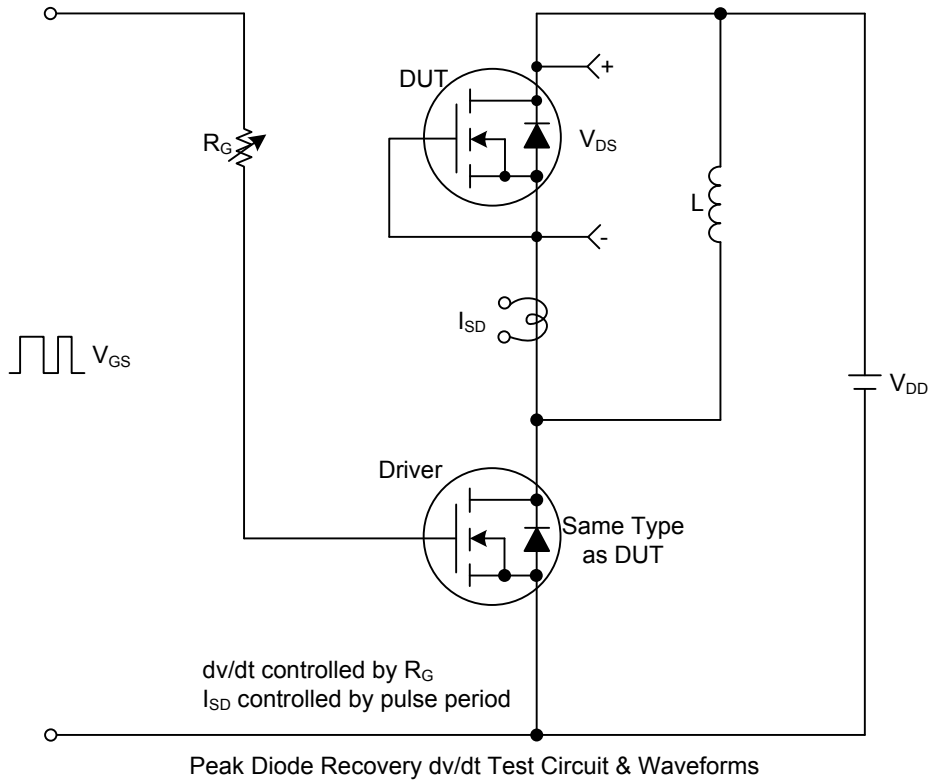 DUT
+
R_G
V_DS
L
-
I_SD
V_GS
V_DD
Driver
Same Type
as DUT
dv/dt controlled by R_G
I_SD controlled by pulse period
Peak Diode Recovery dv/dt Test Circuit & Waveforms